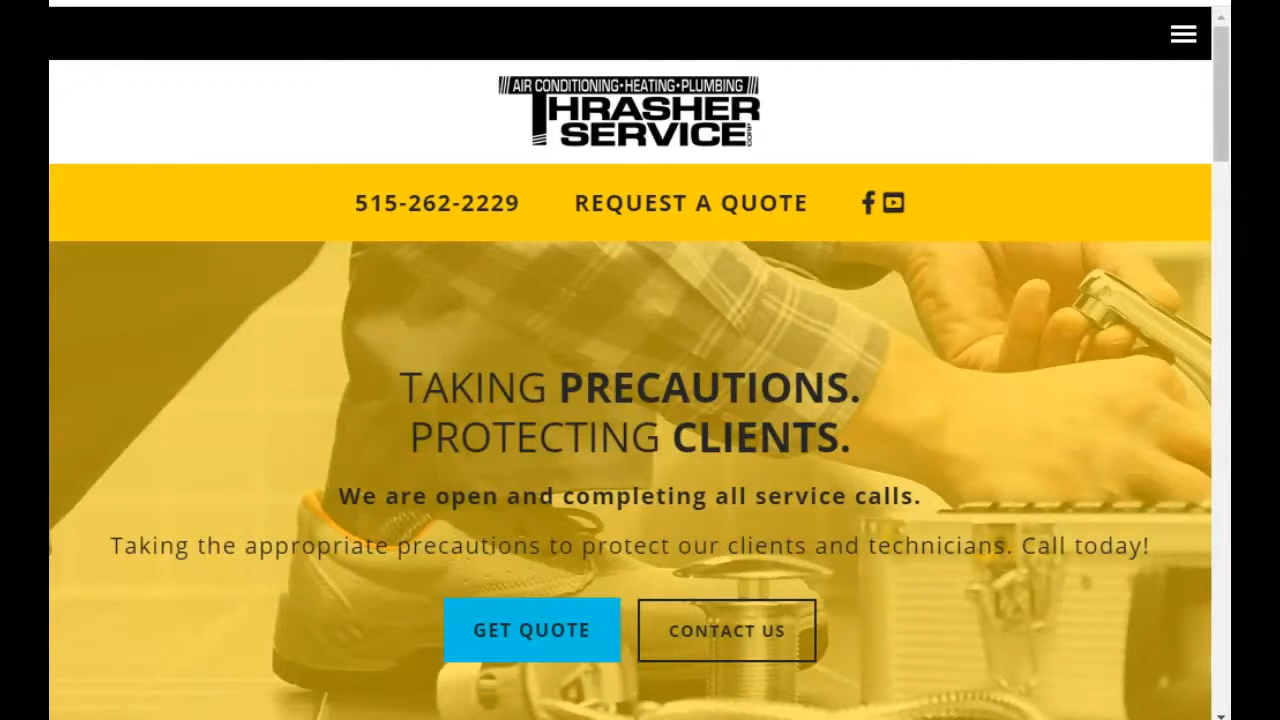 AIR CONDITIONING•HEATING•PLUMBING
THRASHER
SERVICE CORP
515-262-2229 REQUEST A QUOTE
TAKING PRECAUTIONS.
PROTECTING CLIENTS.
We are open and completing all service calls.
Taking the appropriate precautions to protect our clients and technicians. Call today!
GET QUOTE CONTACT US